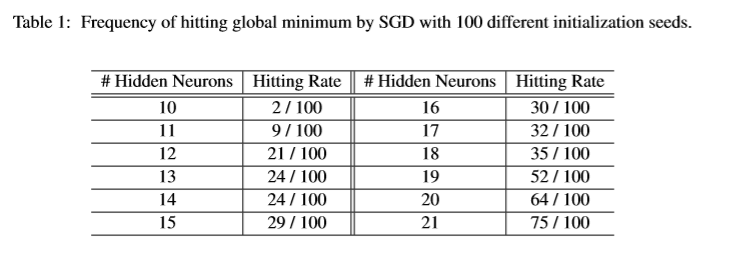 Table 1: Frequency of hitting global minimum by SGD with 100 different initialization seeds.
# Hidden Neurons Hitting Rate # Hidden Neurons Hitting Rate
10 2 / 100 16 30 / 100
11 9 / 100 17 32 / 100
12 21 / 100 18 35 / 100
13 24 / 100 19 52 / 100
14 24 / 100 20 64 / 100
15 29 / 100 21 75 / 100